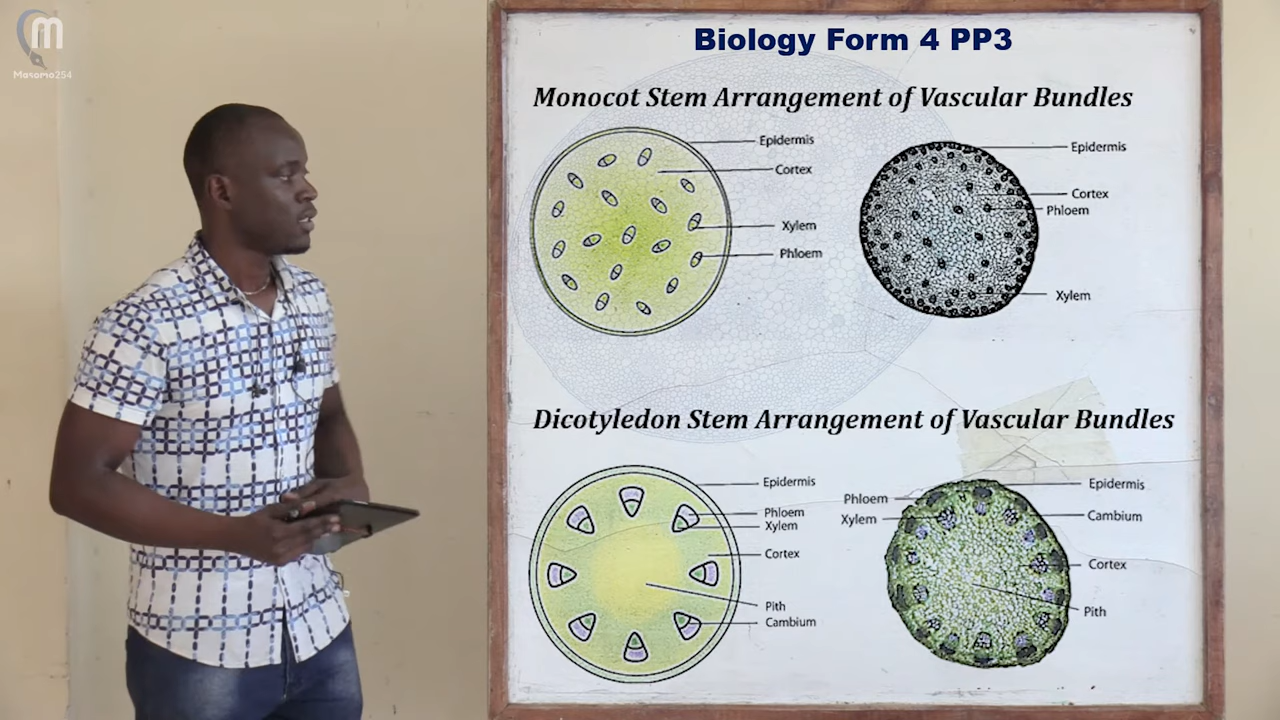 M
Masomo254
Biology Form 4 PP3
Monocot Stem Arrangement of Vascular Bundles
Epidermis
Cortex
Xylem
Phloem
Epidermis
Cortex
Phloem
Xylem
Dicotyledon Stem Arrangement of Vascular Bundles
Epidermis
Phloem
Xylem
Cortex
Pith
Cambium
Phloem
Xylem
Epidermis
Cambium
Cortex
Pith